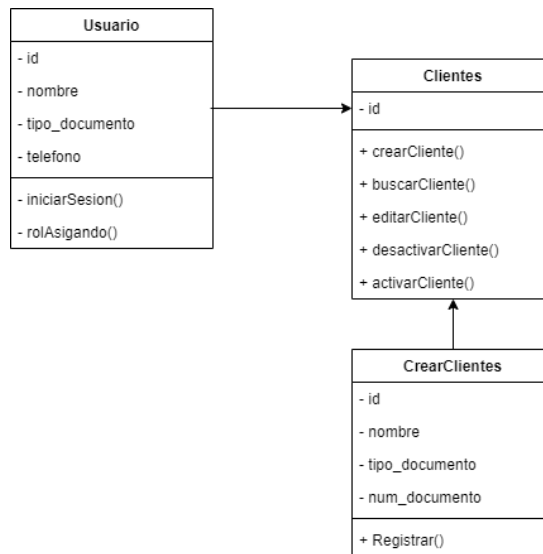 Usuario
- id
- nombre
- tipo_documento
- telefono
- iniciarSesion()
- rolAsigando()
Clientes
- id
+ crearCliente()
+ buscarCliente()
+ editarCliente()
+ desactivarCliente()
+ activarCliente()
CrearClientes
- id
- nombre
- tipo_documento
- num_documento
+ Registrar()